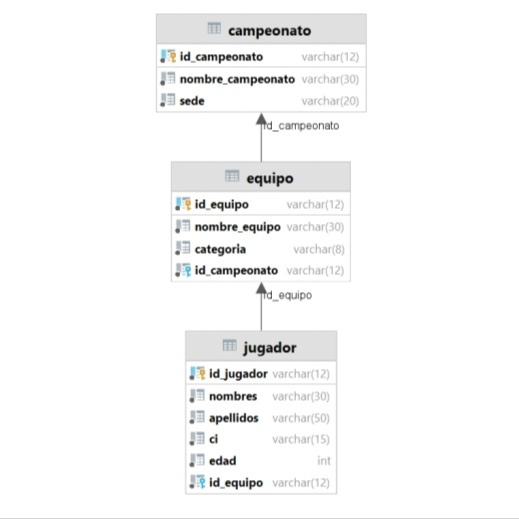 campeonato
id_campeonato varchar(12)
nombre_campeonato varchar(30)
sede varchar(20)
id_campeonato
equipo
id_equipo varchar(12)
nombre_equipo varchar(30)
categoria varchar(8)
id_campeonato varchar(12)
id_equipo
jugador
id_jugador varchar(12)
nombres varchar(30)
apellidos varchar(50)
ci varchar(15)
edad int
id_equipo varchar(12)